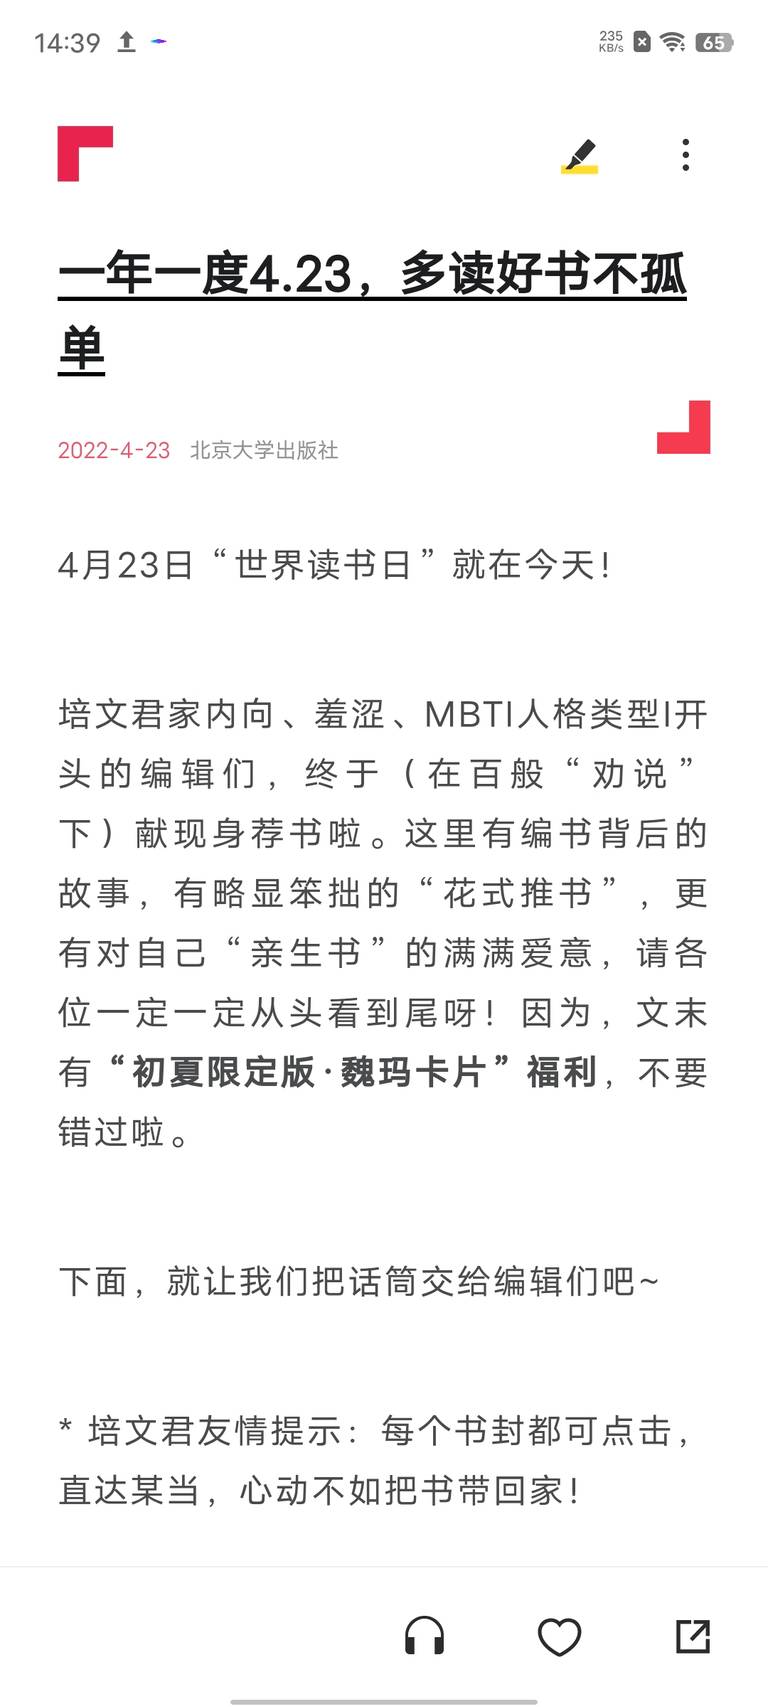 14:39
235
KB/s
65
一年一度4.23，多读好书不孤
单
2022-4-23 北京大学出版社
4月23日“世界读书日”就在今天！
培文君家内向、羞涩、MBTI人格类型I开
头的编辑们，终于（在百般“劝说”
下）献现身荐书啦。这里有编书背后的
故事，有略显笨拙的“花式推书”，更
有对自己“亲生书”的满满爱意，请各
位一定一定从头看到尾呀！因为，文末
有“初夏限定版·魏玛卡片”福利，不要
错过啦。
下面，就让我们把话筒交给编辑们吧~
* 培文君友情提示：每个书封都可点击，
直达某当，心动不如把书带回家！